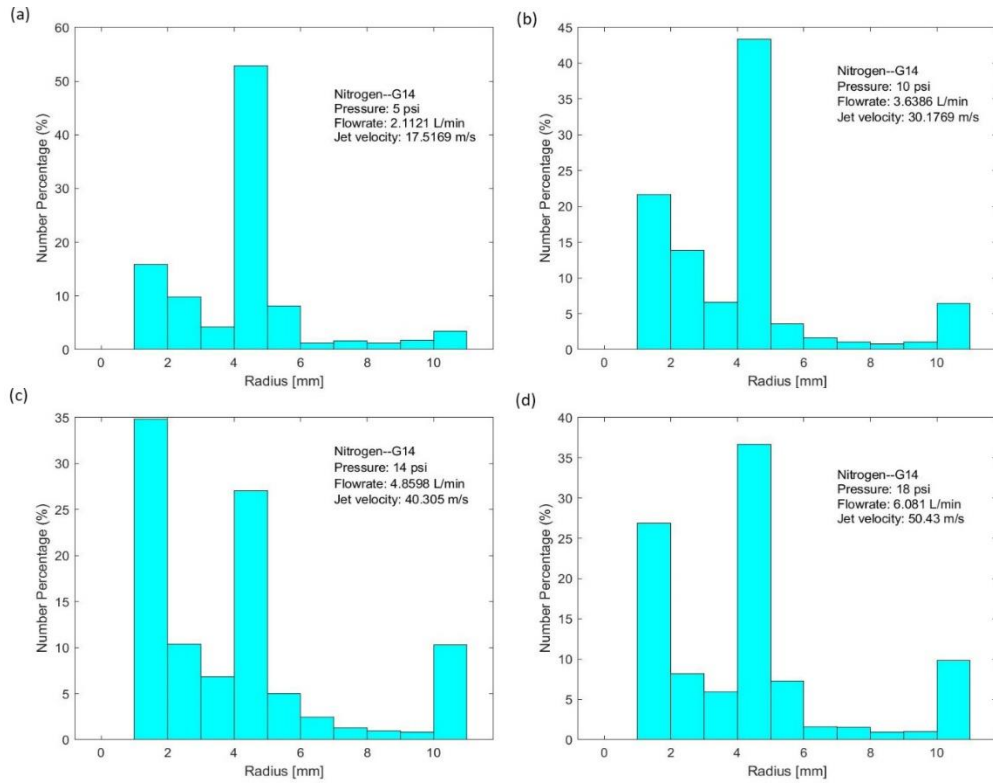 (a)
60
50
40
30
20
10
0
Number Percentage (%)
Nitrogen--G14
Pressure: 5 psi
Flowrate: 2.1121 L/min
Jet velocity: 17.5169 m/s
0 2 4 6 8 10
Radius [mm]
(b)
45
40
35
30
25
20
15
10
5
0
Number Percentage (%)
Nitrogen--G14
Pressure: 10 psi
Flowrate: 3.6386 L/min
Jet velocity: 30.1769 m/s
0 2 4 6 8 10
Radius [mm]
(c)
35
30
25
20
15
10
5
0
Number Percentage (%)
Nitrogen--G14
Pressure: 14 psi
Flowrate: 4.8598 L/min
Jet velocity: 40.305 m/s
0 2 4 6 8 10
Radius [mm]
(d)
40
35
30
25
20
15
10
5
0
Number Percentage (%)
Nitrogen--G14
Pressure: 18 psi
Flowrate: 6.081 L/min
Jet velocity: 50.43 m/s
0 2 4 6 8 10
Radius [mm]